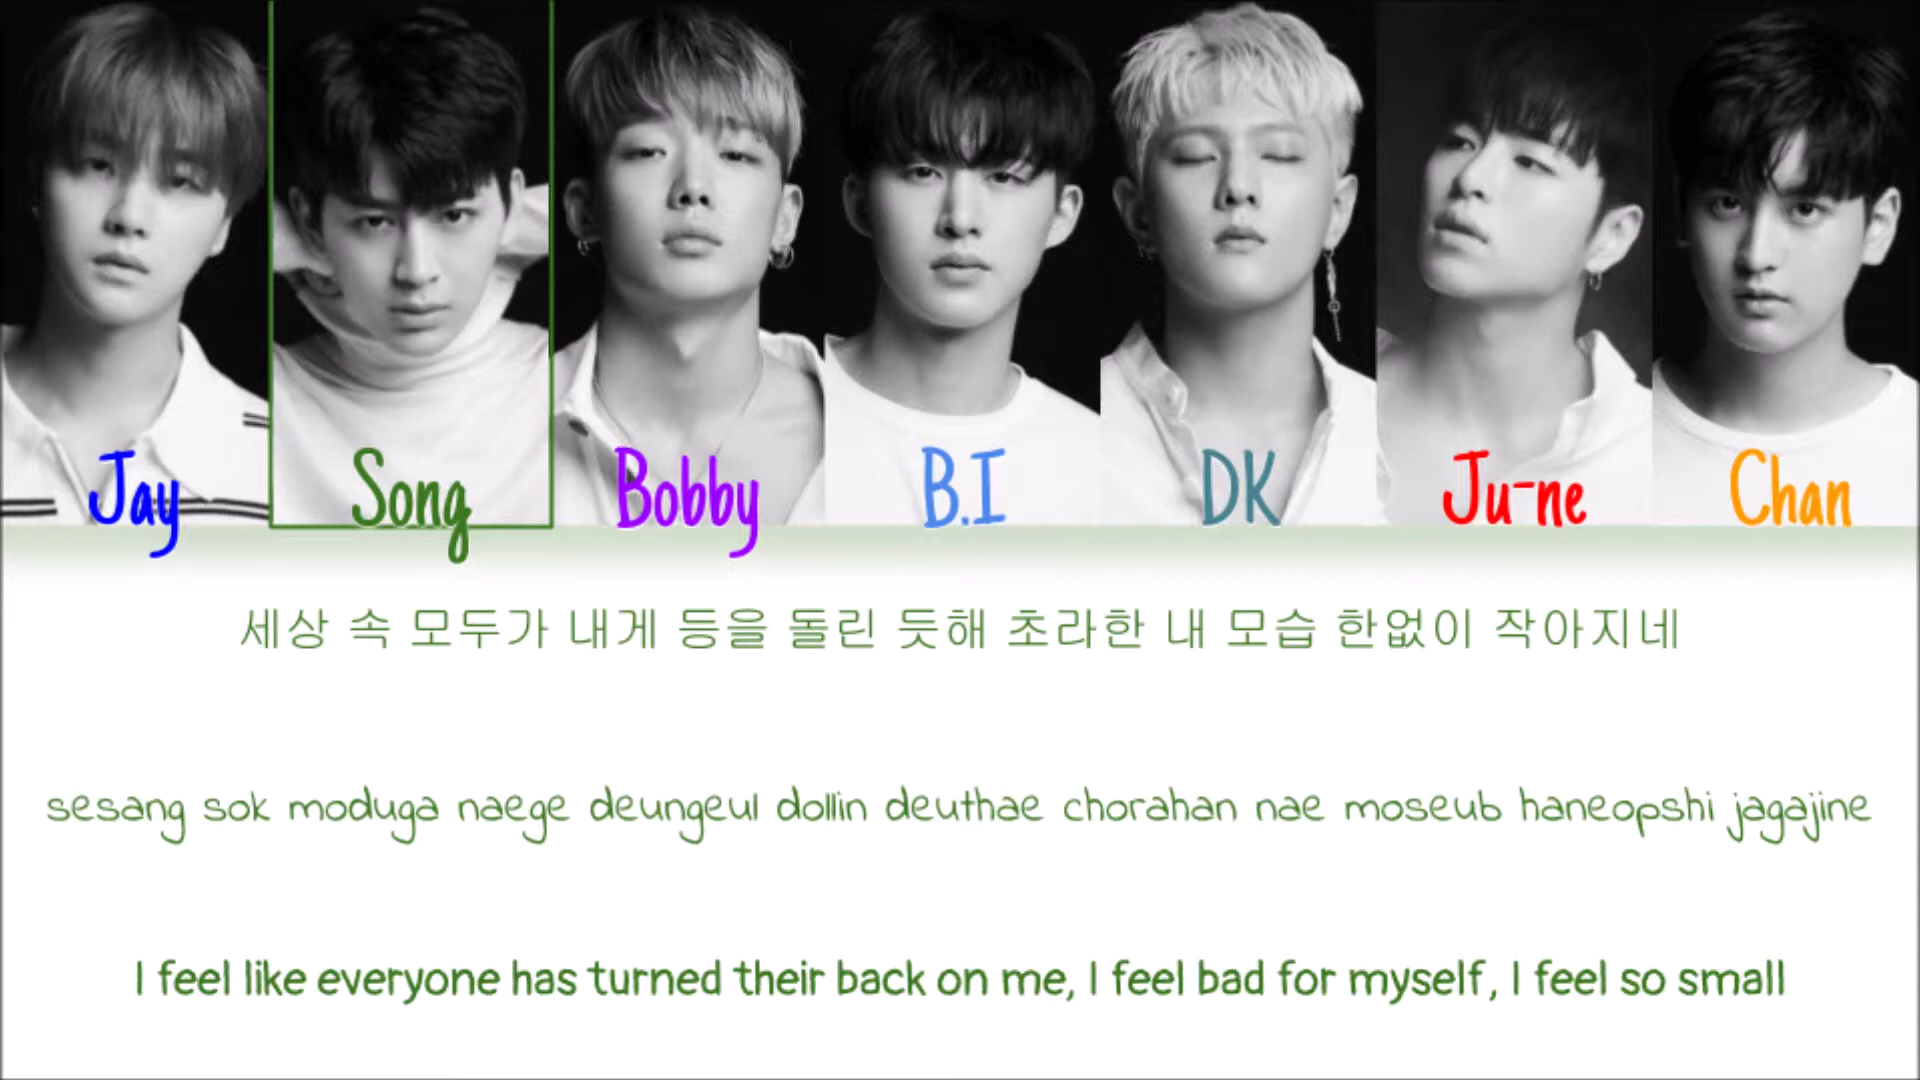 Jay Song Bobby B.I DK Ju-ne Chan
세상 속 모두가 내게 등을 돌린 듯해 초라한 내 모습 한없이 작아지네
sesang sok moduga naege deungeul dollin deuthae chorahan nae moseub haneopshi jagajine
I feel like everyone has turned their back on me, I feel bad for myself, I feel so small